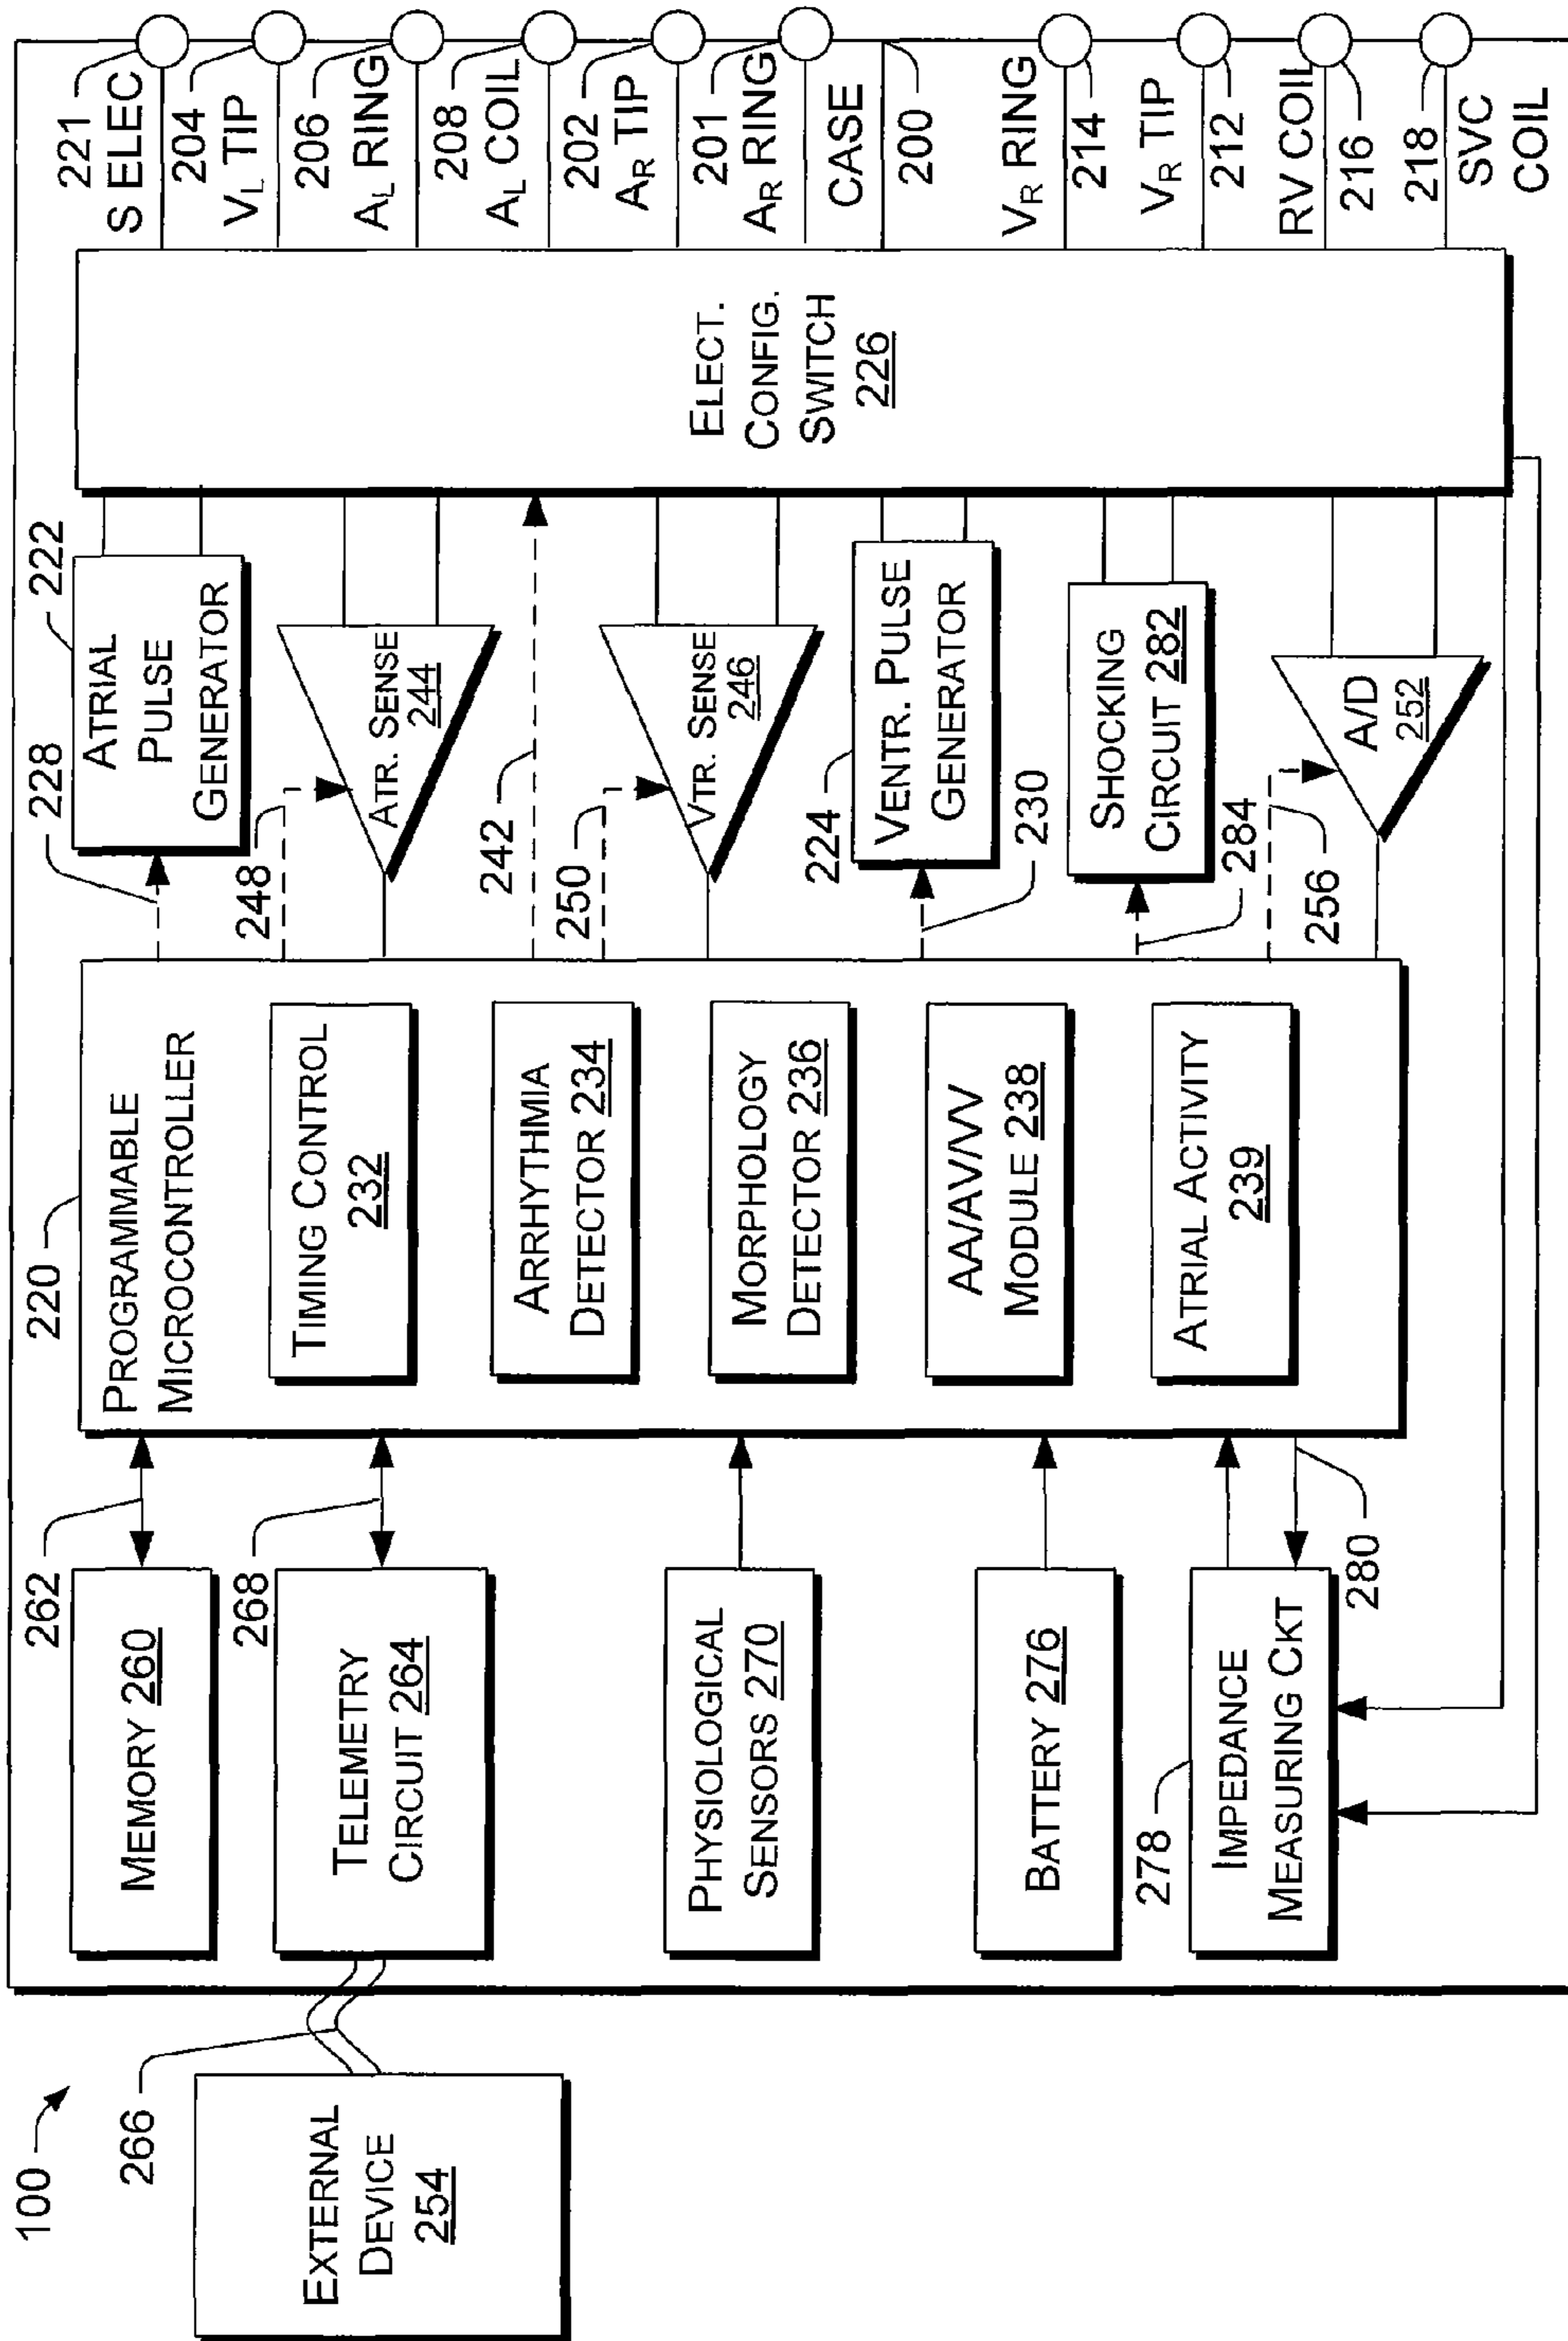 100
EXTERNAL
DEVICE
254
266
262
MEMORY 260
268
TELEMETRY
CIRCUIT 264
PHYSIOLOGICAL
SENSORS 270
BATTERY 276
278
IMPEDANCE
MEASURING CKT
280
220
PROGRAMMABLE
MICROCONTROLLER
TIMING CONTROL
232
ARRHYTHMIA
DETECTOR 234
MORPHOLOGY
DETECTOR 236
AA/AV/VV
MODULE 238
ATRIAL ACTIVITY
239
228
222
ATRIAL
PULSE
GENERATOR
248
ATR. SENSE
244
242
250
VTR. SENSE
246
224
VENTR. PULSE
GENERATOR
230
SHOCKING
CIRCUIT 282
284
256
A/D
252
ELECT.
CONFIG.
SWITCH
226
221
S ELEC
204
VL TIP
206
AL RING
208
AL COIL
202
AR TIP
201
AR RING
CASE
200
VR RING
214
VR TIP
212
RV COIL
216
218
SVC
COIL